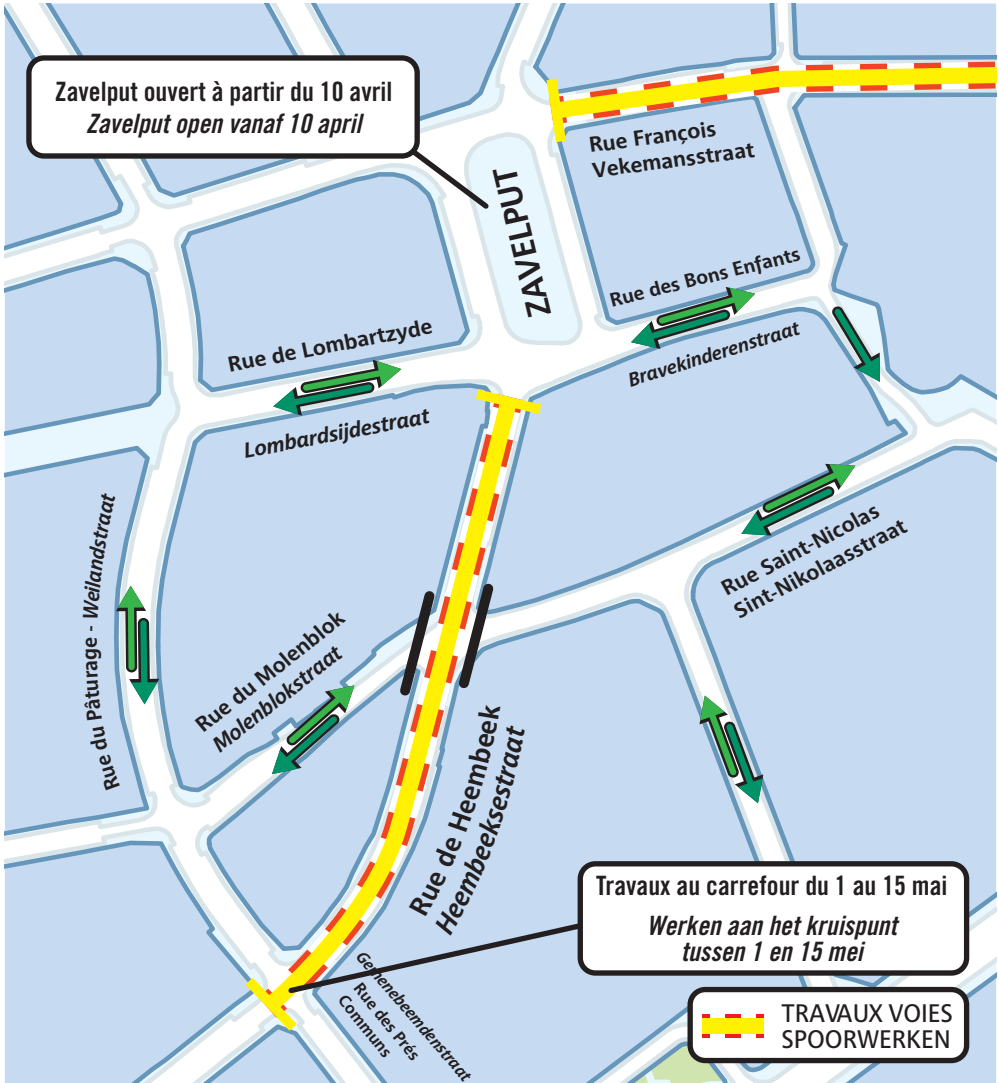 Zavelput ouvert à partir du 10 avril
Zavelput open vanaf 10 april
Rue François
Vekemansstraat
ZAVELPUT
Rue des Bons Enfants
Bravekinderenstraat
Rue de Lombartzyde
Lombardsijdestraat
Rue Saint-Nicolas
Sint-Nikolaasstraat
Rue du Pâturage - Weilandstraat
Rue du Molenblok
Molenblokstraat
Rue de Heembeek
Heembeeksestraat
Travaux au carrefour du 1 au 15 mai
Werken aan het kruispunt
tussen 1 en 15 mei
Gemenebeemdenstraat
Rue des Prés
Communs
TRAVAUX VOIES
SPOORWERKEN